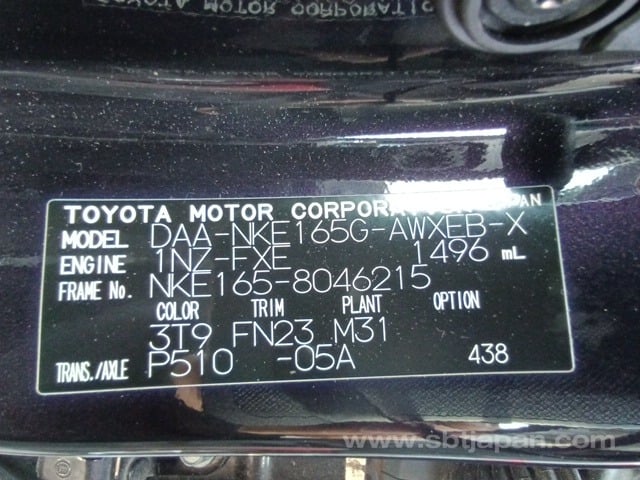 TOYOTA MOTOR CORPORATION JAPAN
MODEL DAA-NKE165G-AWXEB-X
ENGINE 1NZ-FXE 1496 mL
FRAME No. NKE165-8046215
COLOR TRIM PLANT OPTION
3T9 FN23 M31
TRANS./AXLE P510 -05A 438
www.sbtjapan.com